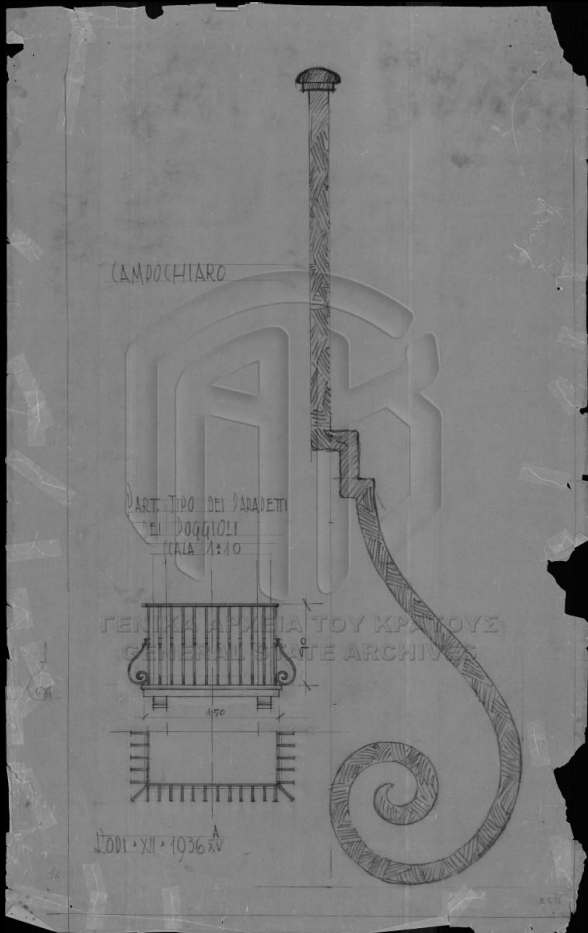 CAMPOCHIARO
PART. TIPO DEI PARAPETTI
DEI POGGIOLI
SCALA 1:10
ΓΕΝΙΚΑ ΑΡΧΕΙΑ ΤΟΥ ΚΡΑΤΟΥΣ
GENERAL STATE ARCHIVES
1.50
RODI • XII • 1936 A XV